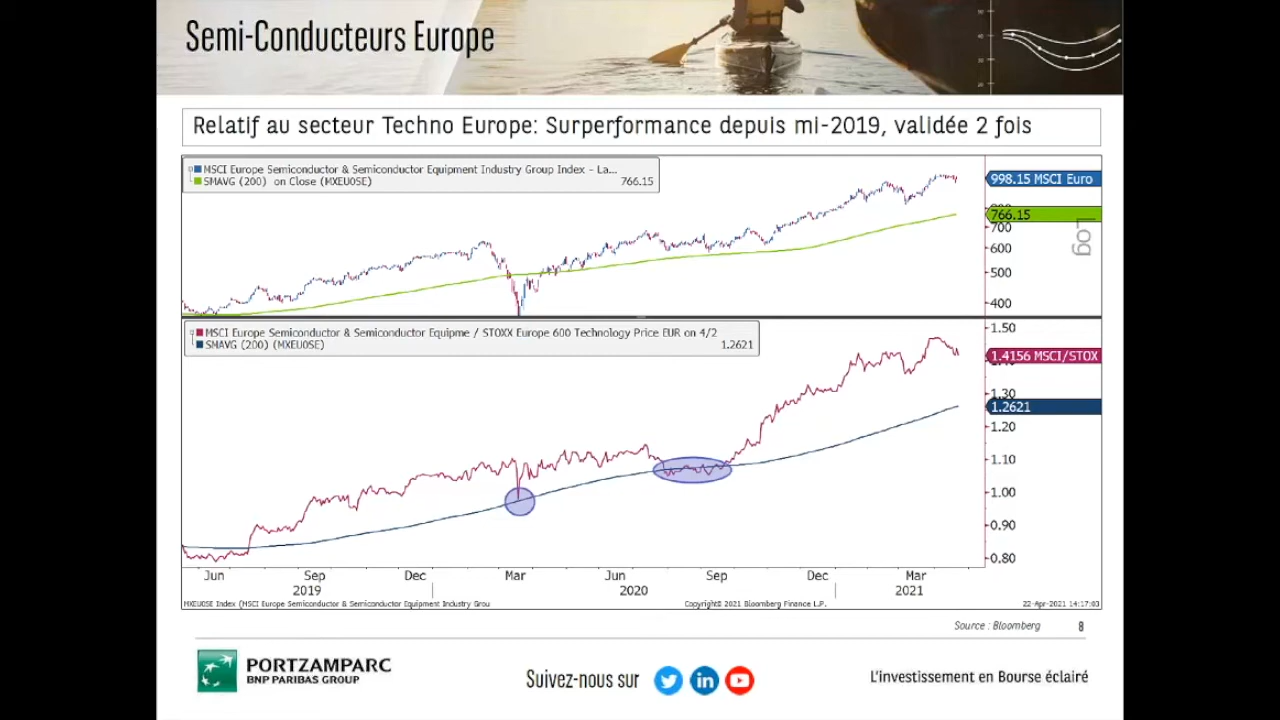 Semi-Conducteurs Europe
50
40
30
20
Relatif au secteur Techno Europe: Surperformance depuis mi-2019, validée 2 fois
MSCI Europe Semiconductor & Semiconductor Equipment Industry Group Index - La...
SMAVG (200) on Close (MXEU0SE) 766.15
998.15 MSCI Euro
800
766.15
700
600
500
400
Log
MSCI Europe Semiconductor & Semiconductor Equipme / STOXX Europe 600 Technology Price EUR on 4/2
SMAVG (200) (MXEU0SE) 1.2621
1.50
1.4156 MSCI/STOX
1.30
1.2621
1.20
1.10
1.00
0.90
0.80
Jun Sep Dec Mar Jun Sep Dec Mar
2019 2020 2021
MXEU0SE Index (MSCI Europe Semiconductor & Semiconductor Equipment Industry Grou Copyright© 2021 Bloomberg Finance L.P. 22-Apr-2021 14:17:03
Source : Bloomberg 8
PORTZAMPARC
BNP PARIBAS GROUP
Suivez-nous sur
L'investissement en Bourse éclairé